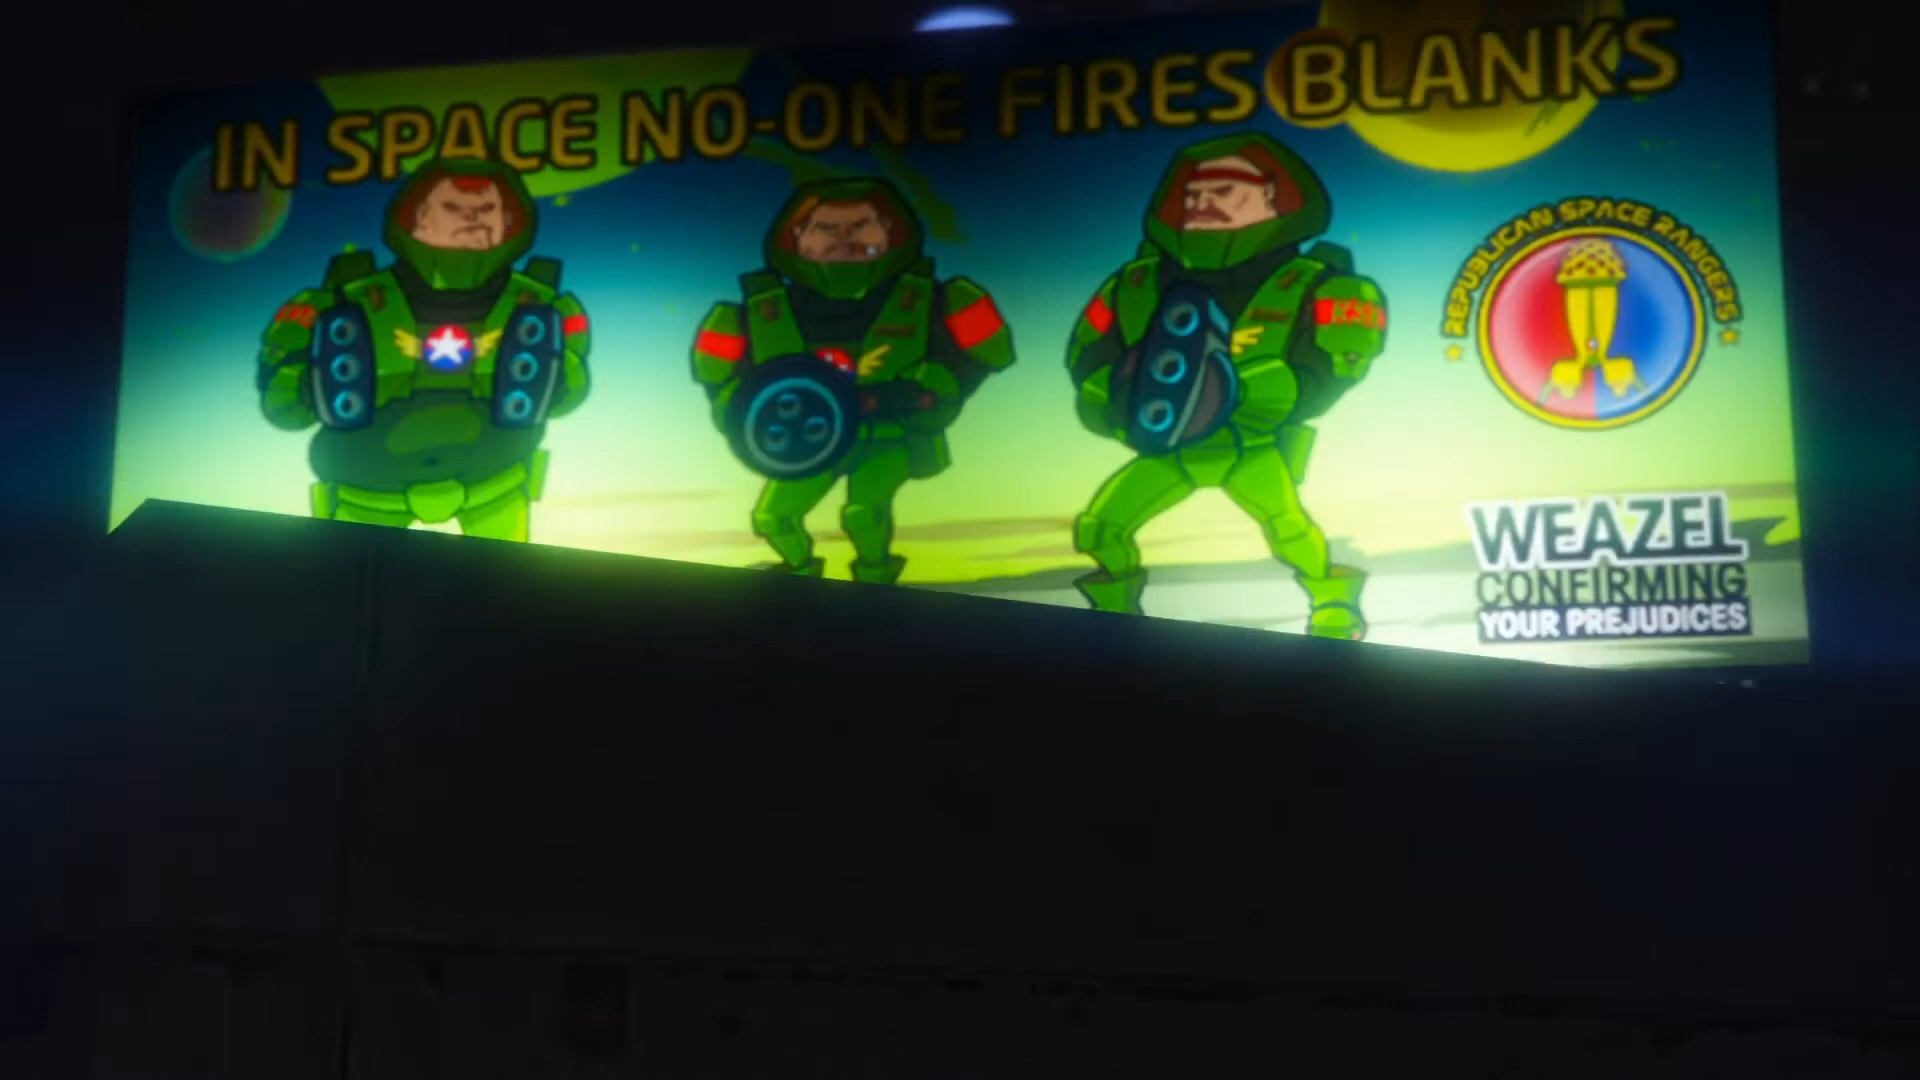 IN SPACE NO-ONE FIRES BLANKS
REPUBLICAN SPACE RANGERS
WEAZEL
CONFIRMING
YOUR PREJUDICES